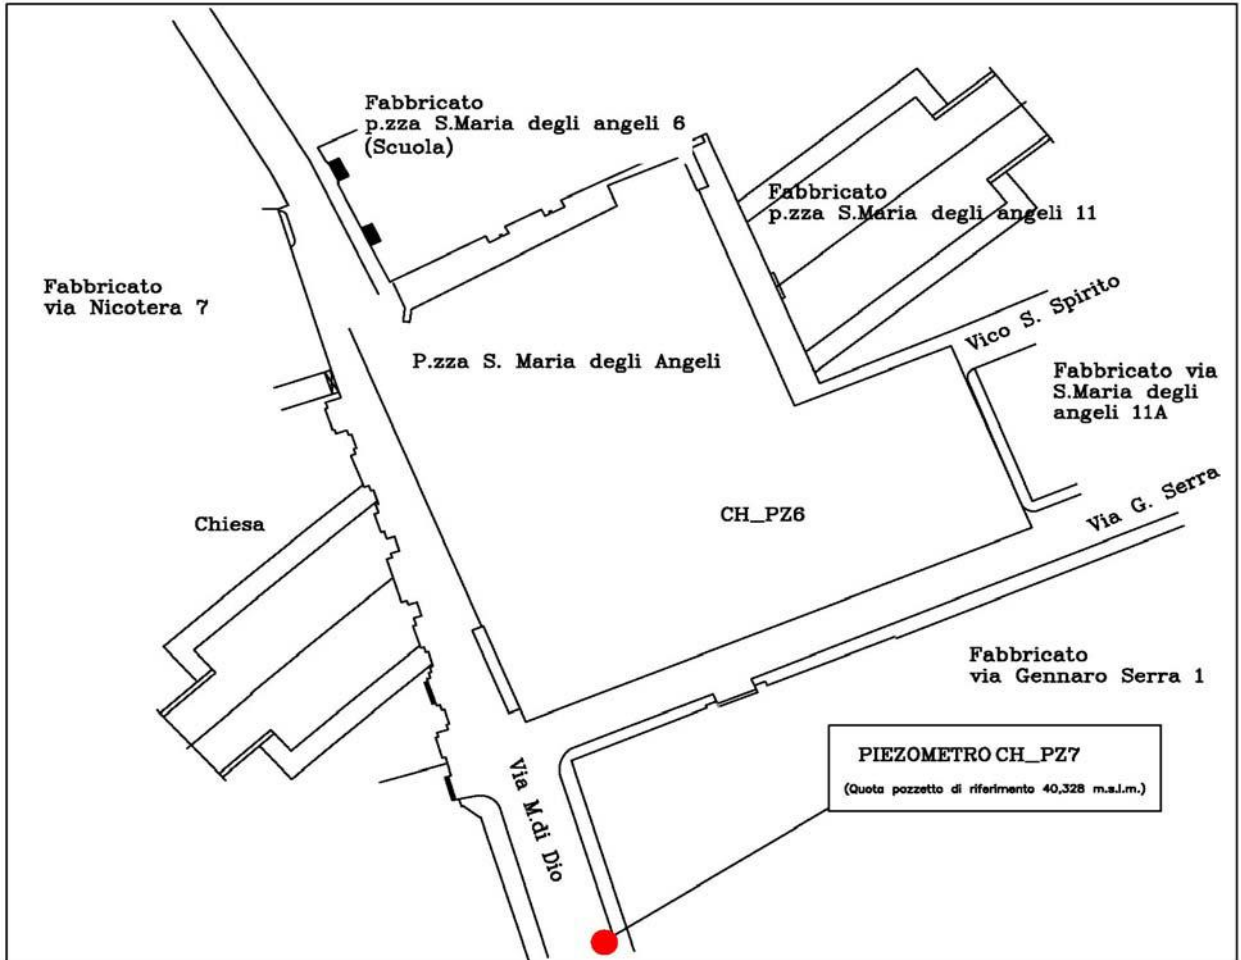 Fabbricato
p.zza S.Maria degli angeli 6
(Scuola)
Fabbricato
p.zza S.Maria degli angeli 11
Fabbricato
via Nicotera 7
Vico S. Spirito
P.zza S. Maria degli Angeli
Fabbricato via
S.Maria degli
angeli 11A
Via G. Serra
Chiesa
CH_PZ6
Fabbricato
via Gennaro Serra 1
PIEZOMETRO CH_PZ7
(Quota pozzetto di riferimento 40,328 m.s.l.m.)
Via M.di Dio